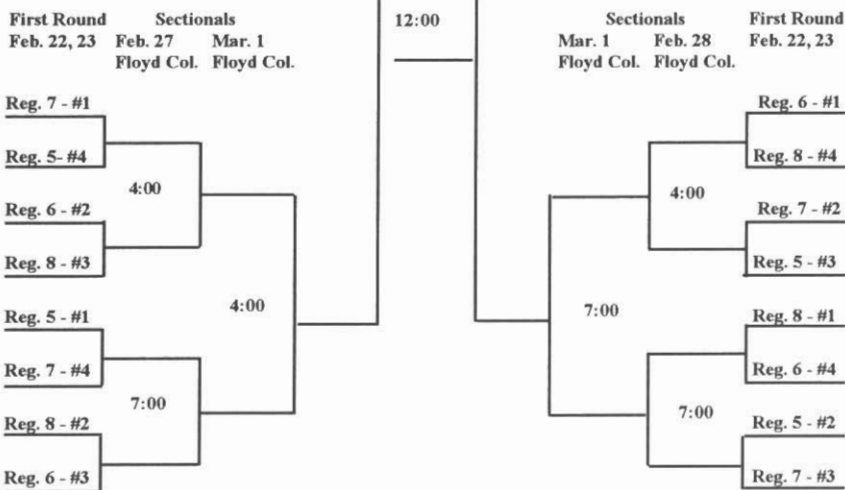 First Round
Feb. 22, 23
Sectionals
Feb. 27
Floyd Col.
Mar. 1
Floyd Col.
Reg. 7 - #1
Reg. 5- #4
4:00
Reg. 6 - #2
Reg. 8 - #3
4:00
Reg. 5 - #1
Reg. 7 - #4
7:00
Reg. 8 - #2
Reg. 6 - #3
12:00
Sectionals
Mar. 1
Floyd Col.
Feb. 28
Floyd Col.
First Round
Feb. 22, 23
Reg. 6 - #1
Reg. 8 - #4
4:00
Reg. 7 - #2
Reg. 5 - #3
7:00
Reg. 8 - #1
Reg. 6 - #4
7:00
Reg. 5 - #2
Reg. 7 - #3